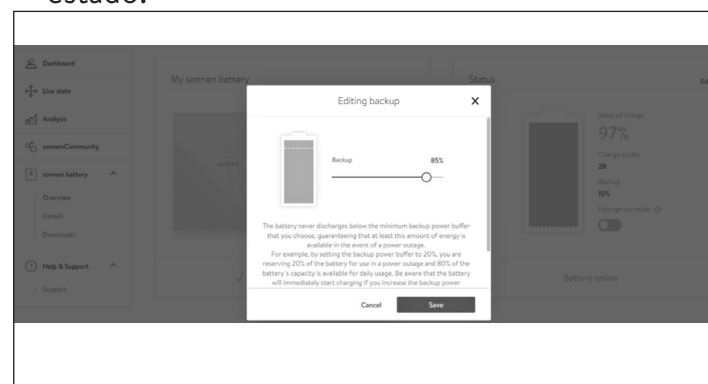 estado.
Dashboard
Live state
Analysis
sonnenCommunity
sonnen battery
Overview
Details
Downloads
Help & Support
Support
My sonnen battery
Editing backup
X
Backup 85%
The battery never discharges below the minimum backup power buffer
that you choose, guaranteeing that at least this amount of energy is
available in the event of a power outage.
For example, by setting the backup power buffer to 20%, you are
reserving 20% of the battery for use in a power outage and 80% of the
battery's capacity is available for daily usage. Be aware that the battery
will immediately start charging if you increase the backup power
Cancel Save
Status
State of charge
97%
Charge cycles
28
Backup
10%
Emergency mode
Battery online